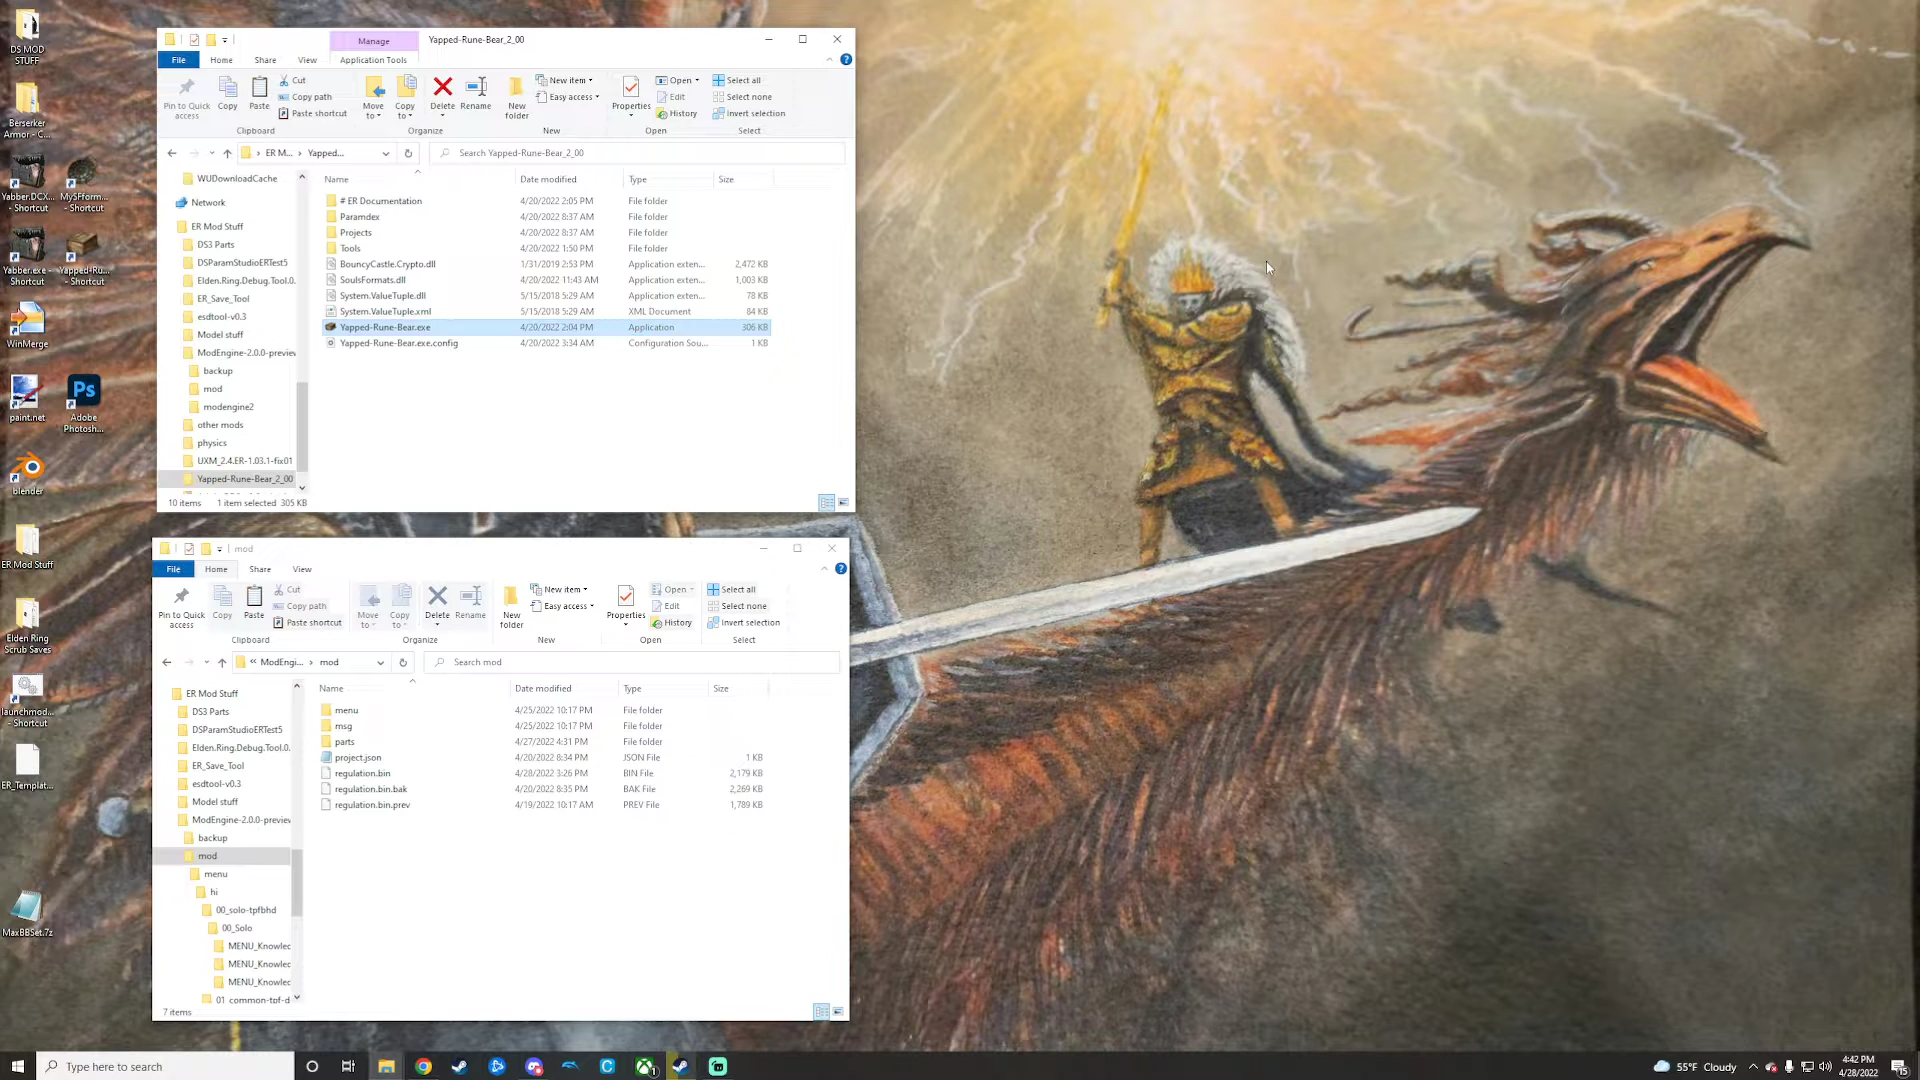 DS MOD
STUFF
Berserker
Armor - C...
Yabber.DCX...
- Shortcut
MySFform...
- Shortcut
Yabber.exe -
Shortcut
Yapped-Ru...
- Shortcut
WinMerge
paint.net
Adobe
Photosh...
blender
ER Mod Stuff
Elden Ring
Scrub Saves
launchmod...
- Shortcut
ER_Templat...
MaxBBSet.7z
Manage
Yapped-Rune-Bear_2_00
File
Home
Share
View
Application Tools
Pin to Quick
access
Copy
Paste
Cut
Copy path
Paste shortcut
Clipboard
Move
to
Copy
to
Delete
Rename
Organize
New
folder
New item
Easy access
New
Properties
Open
Edit
History
Open
Select all
Select none
Invert selection
Select
ER M...
Yapped...
Search Yapped-Rune-Bear_2_00
WUDownloadCache
Network
ER Mod Stuff
DS3 Parts
DSParamStudioERTest5
Elden.Ring.Debug.Tool.0.
ER_Save_Tool
esdtool-v0.3
Model stuff
ModEngine-2.0.0-preview
backup
mod
modengine2
other mods
physics
UXM_2.4.ER-1.03.1-fix01
Yapped-Rune-Bear_2_00
Name Date modified Type Size
# ER Documentation 4/20/2022 2:05 PM File folder
Paramdex 4/20/2022 8:37 AM File folder
Projects 4/20/2022 8:37 AM File folder
Tools 4/20/2022 1:50 PM File folder
BouncyCastle.Crypto.dll 1/31/2019 2:53 PM Application exten... 2,472 KB
SoulsFormats.dll 4/20/2022 11:43 AM Application exten... 1,003 KB
System.ValueTuple.dll 5/15/2018 5:29 AM Application exten... 78 KB
System.ValueTuple.xml 5/15/2018 5:29 AM XML Document 84 KB
Yapped-Rune-Bear.exe 4/20/2022 2:04 PM Application 306 KB
Yapped-Rune-Bear.exe.config 4/20/2022 3:34 AM Configuration Sou... 1 KB
10 items 1 item selected 305 KB
mod
File
Home
Share
View
Pin to Quick
access
Copy
Paste
Cut
Copy path
Paste shortcut
Clipboard
Move
to
Copy
to
Delete
Rename
Organize
New
folder
New item
Easy access
New
Properties
Open
Edit
History
Open
Select all
Select none
Invert selection
Select
« ModEngi...
mod
Search mod
ER Mod Stuff
DS3 Parts
DSParamStudioERTest5
Elden.Ring.Debug.Tool.0.
ER_Save_Tool
esdtool-v0.3
Model stuff
ModEngine-2.0.0-preview
backup
mod
menu
hi
00_solo-tpfbhd
00_Solo
MENU_Knowlec
MENU_Knowlec
MENU_Knowlec
01_common-tpf-d
Name Date modified Type Size
menu 4/25/2022 10:17 PM File folder
msg 4/25/2022 10:17 PM File folder
parts 4/27/2022 4:31 PM File folder
project.json 4/20/2022 8:34 PM JSON File 1 KB
regulation.bin 4/28/2022 3:26 PM BIN File 2,179 KB
regulation.bin.bak 4/20/2022 8:35 PM BAK File 2,269 KB
regulation.bin.prev 4/19/2022 10:17 AM PREV File 1,789 KB
7 items
Type here to search
55°F Cloudy
4:42 PM
4/28/2022
15